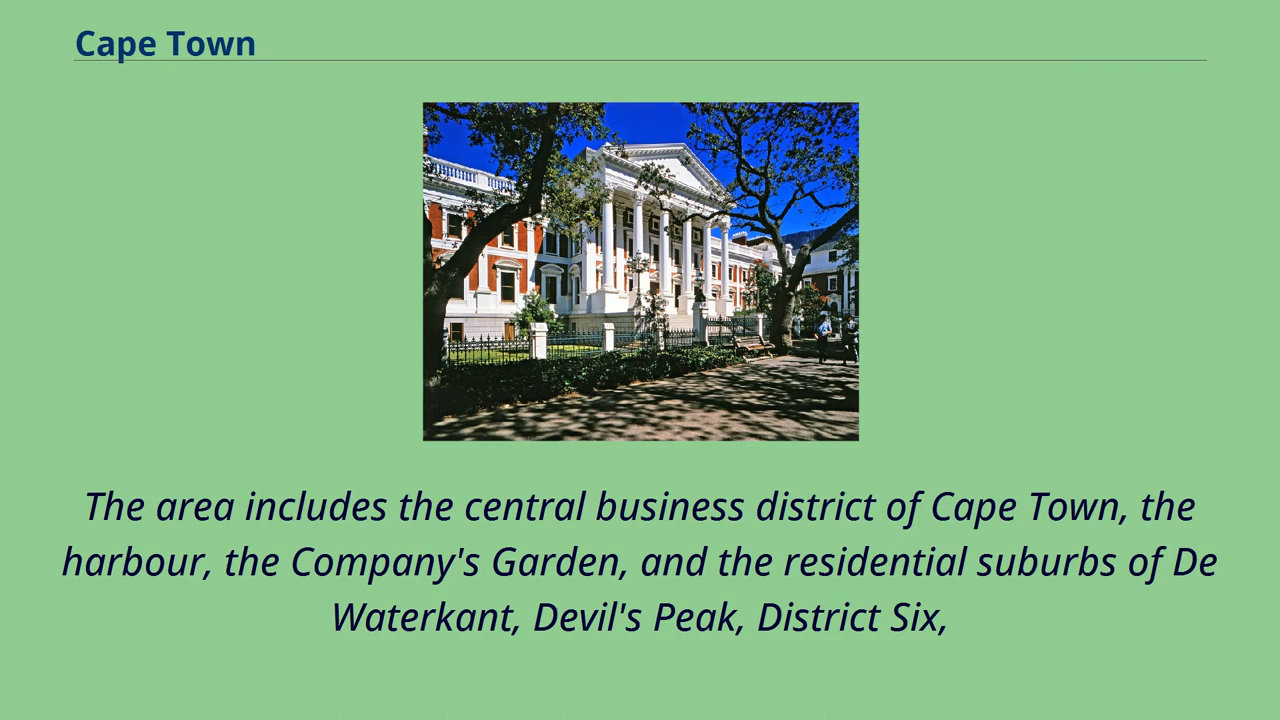 Cape Town
The area includes the central business district of Cape Town, the
harbour, the Company's Garden, and the residential suburbs of De
Waterkant, Devil's Peak, District Six,